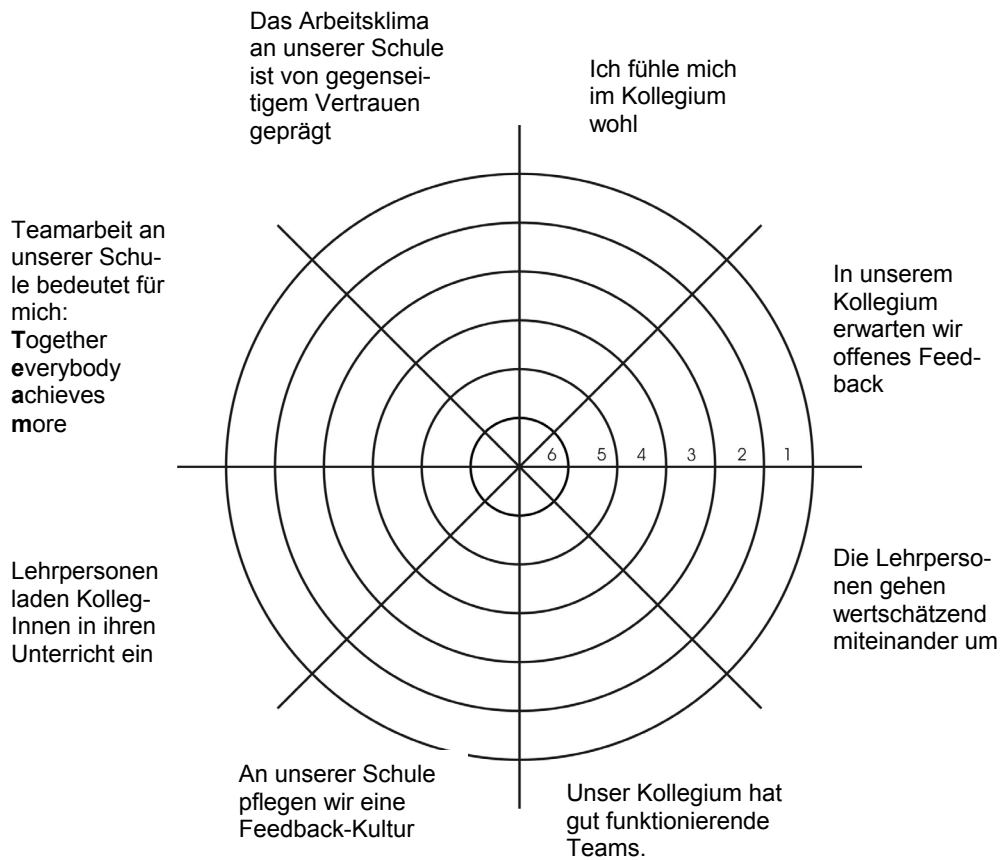 Das Arbeitsklima
an unserer Schule
ist von gegensei-
tigem Vertrauen
geprägt
Ich fühle mich
im Kollegium
wohl
Teamarbeit an
unserer Schu-
le bedeutet für
mich:
Together
everybody
achieves
more
In unserem
Kollegium
erwarten wir
offenes Feed-
back
6 5 4 3 2 1
Lehrpersonen
laden Kolleg-
Innen in ihren
Unterricht ein
Die Lehrperso-
nen gehen
wertschätzend
miteinander um
An unserer Schule
pflegen wir eine
Feedback-Kultur
Unser Kollegium hat
gut funktionierende
Teams.